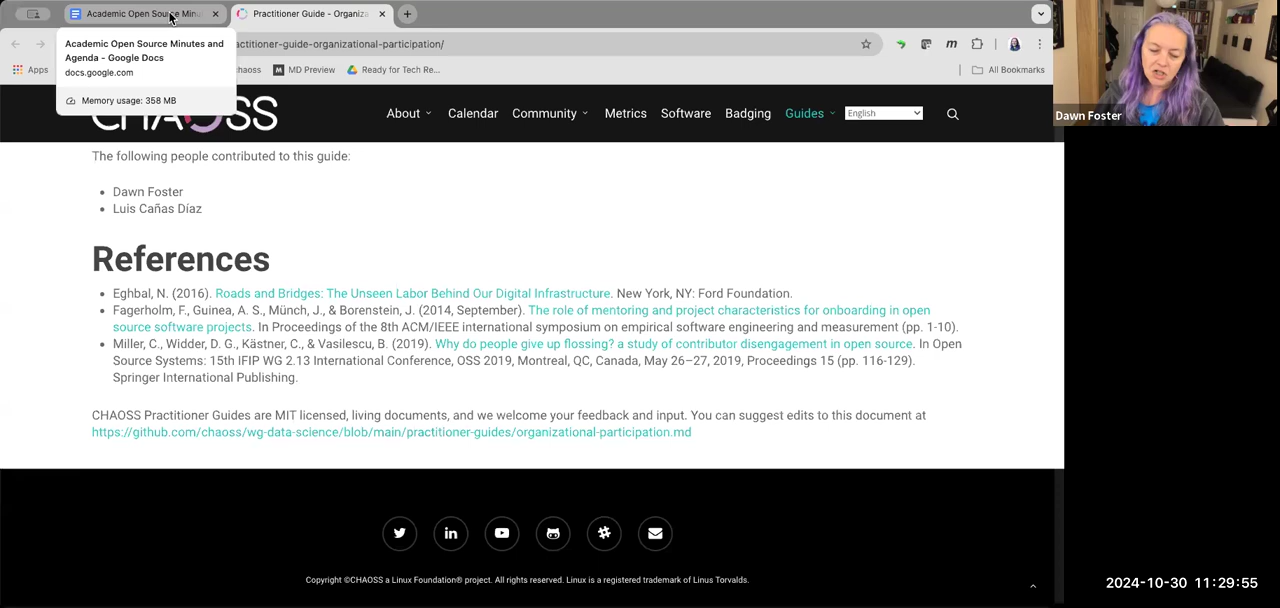 Academic Open Source Minu
Practitioner Guide - Organiza
Academic Open Source Minutes and
Agenda - Google Docs
docs.google.com
Memory usage: 358 MB
actitioner-guide-organizational-participation/
Apps
chaoss
MD Preview
Ready for Tech Re...
All Bookmarks
CHAOSS
About
Calendar
Community
Metrics
Software
Badging
Guides
English
Dawn Foster
The following people contributed to this guide:
Dawn Foster
Luis Cañas Díaz
References
Eghbal, N. (2016). Roads and Bridges: The Unseen Labor Behind Our Digital Infrastructure. New York, NY: Ford Foundation.
Fagerholm, F., Guinea, A. S., Münch, J., & Borenstein, J. (2014, September). The role of mentoring and project characteristics for onboarding in open
source software projects. In Proceedings of the 8th ACM/IEEE international symposium on empirical software engineering and measurement (pp. 1-10).
Miller, C., Widder, D. G., Kästner, C., & Vasilescu, B. (2019). Why do people give up flossing? a study of contributor disengagement in open source. In Open
Source Systems: 15th IFIP WG 2.13 International Conference, OSS 2019, Montreal, QC, Canada, May 26–27, 2019, Proceedings 15 (pp. 116-129).
Springer International Publishing.
CHAOSS Practitioner Guides are MIT licensed, living documents, and we welcome your feedback and input. You can suggest edits to this document at
https://github.com/chaoss/wg-data-science/blob/main/practitioner-guides/organizational-participation.md
Copyright ©CHAOSS a Linux Foundation® project. All rights reserved. Linux is a registered trademark of Linus Torvalds.
2024-10-30 11:29:55